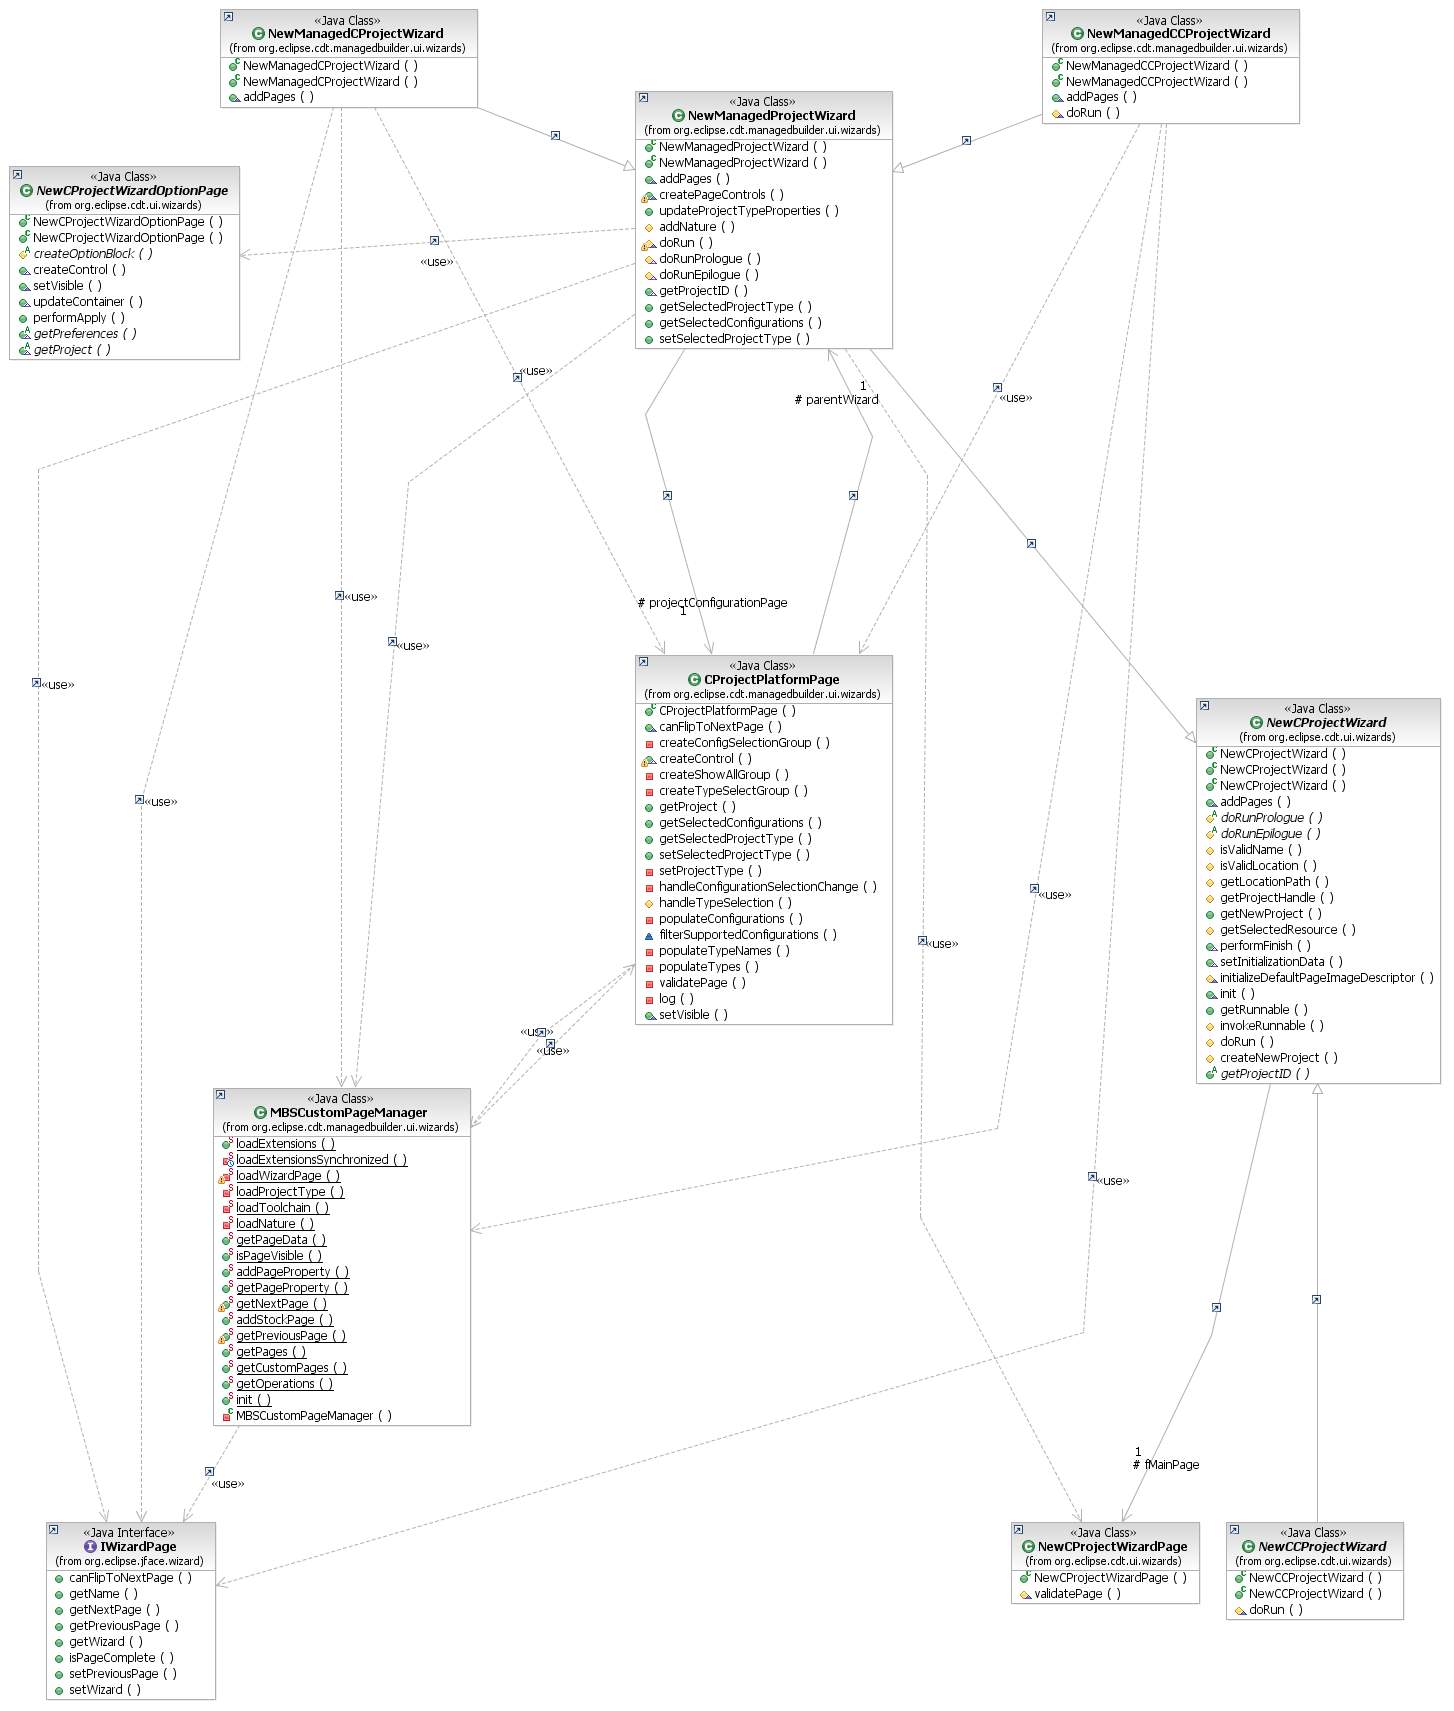 «Java Class»
NewManagedCProjectWizard
(from org.eclipse.cdt.managedbuilder.ui.wizards)
NewManagedCProjectWizard ( )
NewManagedCProjectWizard ( )
addPages ( )
«Java Class»
NewManagedCCProjectWizard
(from org.eclipse.cdt.managedbuilder.ui.wizards)
NewManagedCCProjectWizard ( )
NewManagedCCProjectWizard ( )
addPages ( )
doRun ( )
«Java Class»
NewManagedProjectWizard
(from org.eclipse.cdt.managedbuilder.ui.wizards)
NewManagedProjectWizard ( )
NewManagedProjectWizard ( )
addPages ( )
createPageControls ( )
updateProjectTypeProperties ( )
addNature ( )
doRun ( )
doRunPrologue ( )
doRunEpilogue ( )
getProjectID ( )
getSelectedProjectType ( )
getSelectedConfigurations ( )
setSelectedProjectType ( )
«Java Class»
NewCProjectWizardOptionPage
(from org.eclipse.cdt.ui.wizards)
NewCProjectWizardOptionPage ( )
NewCProjectWizardOptionPage ( )
createOptionBlock ( )
createControl ( )
setVisible ( )
updateContainer ( )
performApply ( )
getPreferences ( )
getProject ( )
«use»
«use»
1
# parentWizard
«use»
«use»
# projectConfigurationPage
1
«use»
«use»
«use»
«Java Class»
CProjectPlatformPage
(from org.eclipse.cdt.managedbuilder.ui.wizards)
CProjectPlatformPage ( )
canFlipToNextPage ( )
createConfigSelectionGroup ( )
createControl ( )
createShowAllGroup ( )
createTypeSelectGroup ( )
getProject ( )
getSelectedConfigurations ( )
getSelectedProjectType ( )
setSelectedProjectType ( )
setProjectType ( )
handleConfigurationSelectionChange ( )
handleTypeSelection ( )
populateConfigurations ( )
filterSupportedConfigurations ( )
populateTypeNames ( )
populateTypes ( )
validatePage ( )
log ( )
setVisible ( )
«Java Class»
NewCProjectWizard
(from org.eclipse.cdt.ui.wizards)
NewCProjectWizard ( )
NewCProjectWizard ( )
NewCProjectWizard ( )
addPages ( )
doRunPrologue ( )
doRunEpilogue ( )
isValidName ( )
isValidLocation ( )
getLocationPath ( )
getProjectHandle ( )
getNewProject ( )
getSelectedResource ( )
performFinish ( )
setInitializationData ( )
initializeDefaultPageImageDescriptor ( )
init ( )
getRunnable ( )
invokeRunnable ( )
doRun ( )
createNewProject ( )
getProjectID ( )
«use»
«use»
«use»
«use»
«use»
«Java Class»
MBSCustomPageManager
(from org.eclipse.cdt.managedbuilder.ui.wizards)
loadExtensions ( )
loadExtensionsSynchronized ( )
loadWizardPage ( )
loadProjectType ( )
loadToolchain ( )
loadNature ( )
getPageData ( )
isPageVisible ( )
addPageProperty ( )
getPageProperty ( )
getNextPage ( )
addStockPage ( )
getPreviousPage ( )
getPages ( )
getCustomPages ( )
getOperations ( )
init ( )
MBSCustomPageManager ( )
«use»
«use»
1
# fMainPage
«Java Interface»
IWizardPage
(from org.eclipse.jface.wizard)
canFlipToNextPage ( )
getName ( )
getNextPage ( )
getPreviousPage ( )
getWizard ( )
isPageComplete ( )
setPreviousPage ( )
setWizard ( )
«Java Class»
NewCProjectWizardPage
(from org.eclipse.cdt.ui.wizards)
NewCProjectWizardPage ( )
validatePage ( )
«Java Class»
NewCCProjectWizard
(from org.eclipse.cdt.ui.wizards)
NewCCProjectWizard ( )
NewCCProjectWizard ( )
doRun ( )